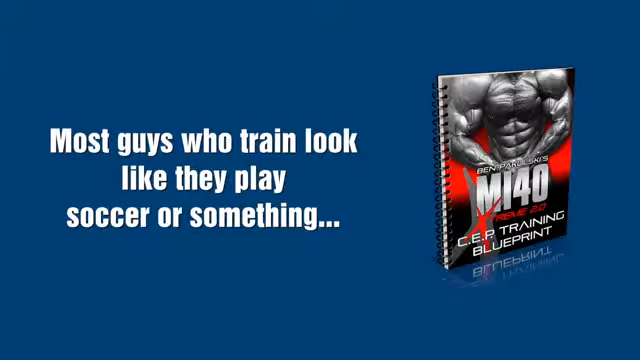 Most guys who train look
like they play
soccer or something...
BEN PAKULSKI'S
MI40
XTREME 2.0
C.E.P. TRAINING
BLUEPRINT